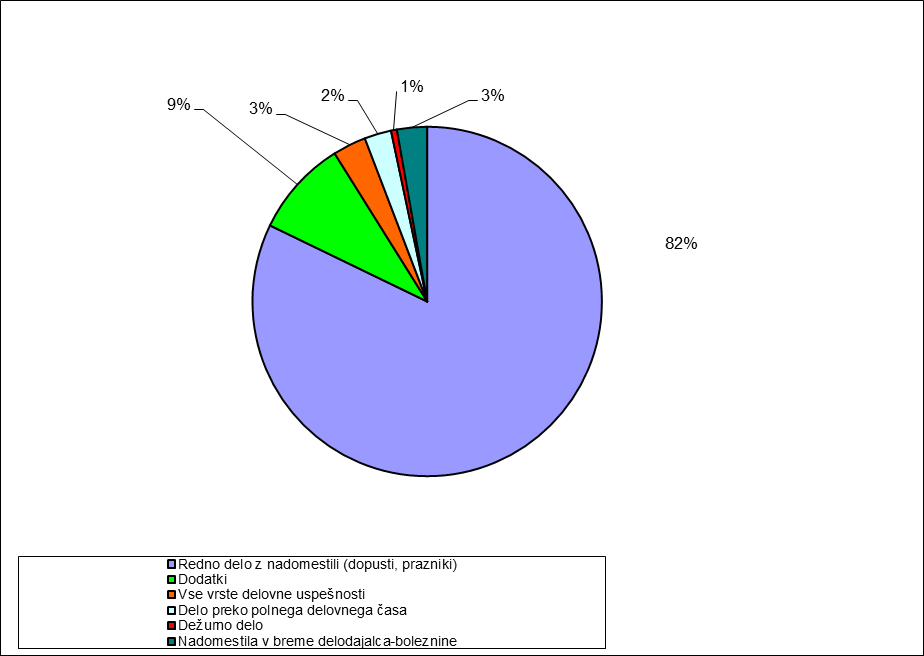 1%
2%
3%
9%
3%
82%
Redno delo z nadomestili (dopusti, prazniki)
Dodatki
Vse vrste delovne uspešnosti
Delo preko polnega delovnega časa
Dežumo delo
Nadomestila v breme delodajalca-boleznine